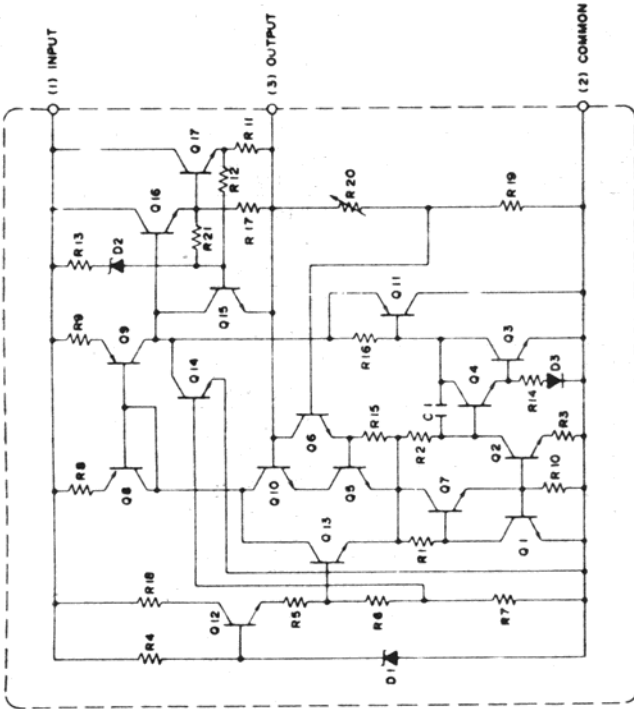 (1) INPUT
(3) OUTPUT
(2) COMMON
R11
Q17
R12
Q16
R17
R20
R19
R21
R13
D2
Q15
Q11
R9
Q9
R16
Q3
Q14
Q4
D3
R14
C1
Q6
R15
R2
R3
R8
Q8
Q10
Q5
Q7
Q2
R10
Q13
R1
Q1
R18
Q12
R5
R6
R7
R4
D1